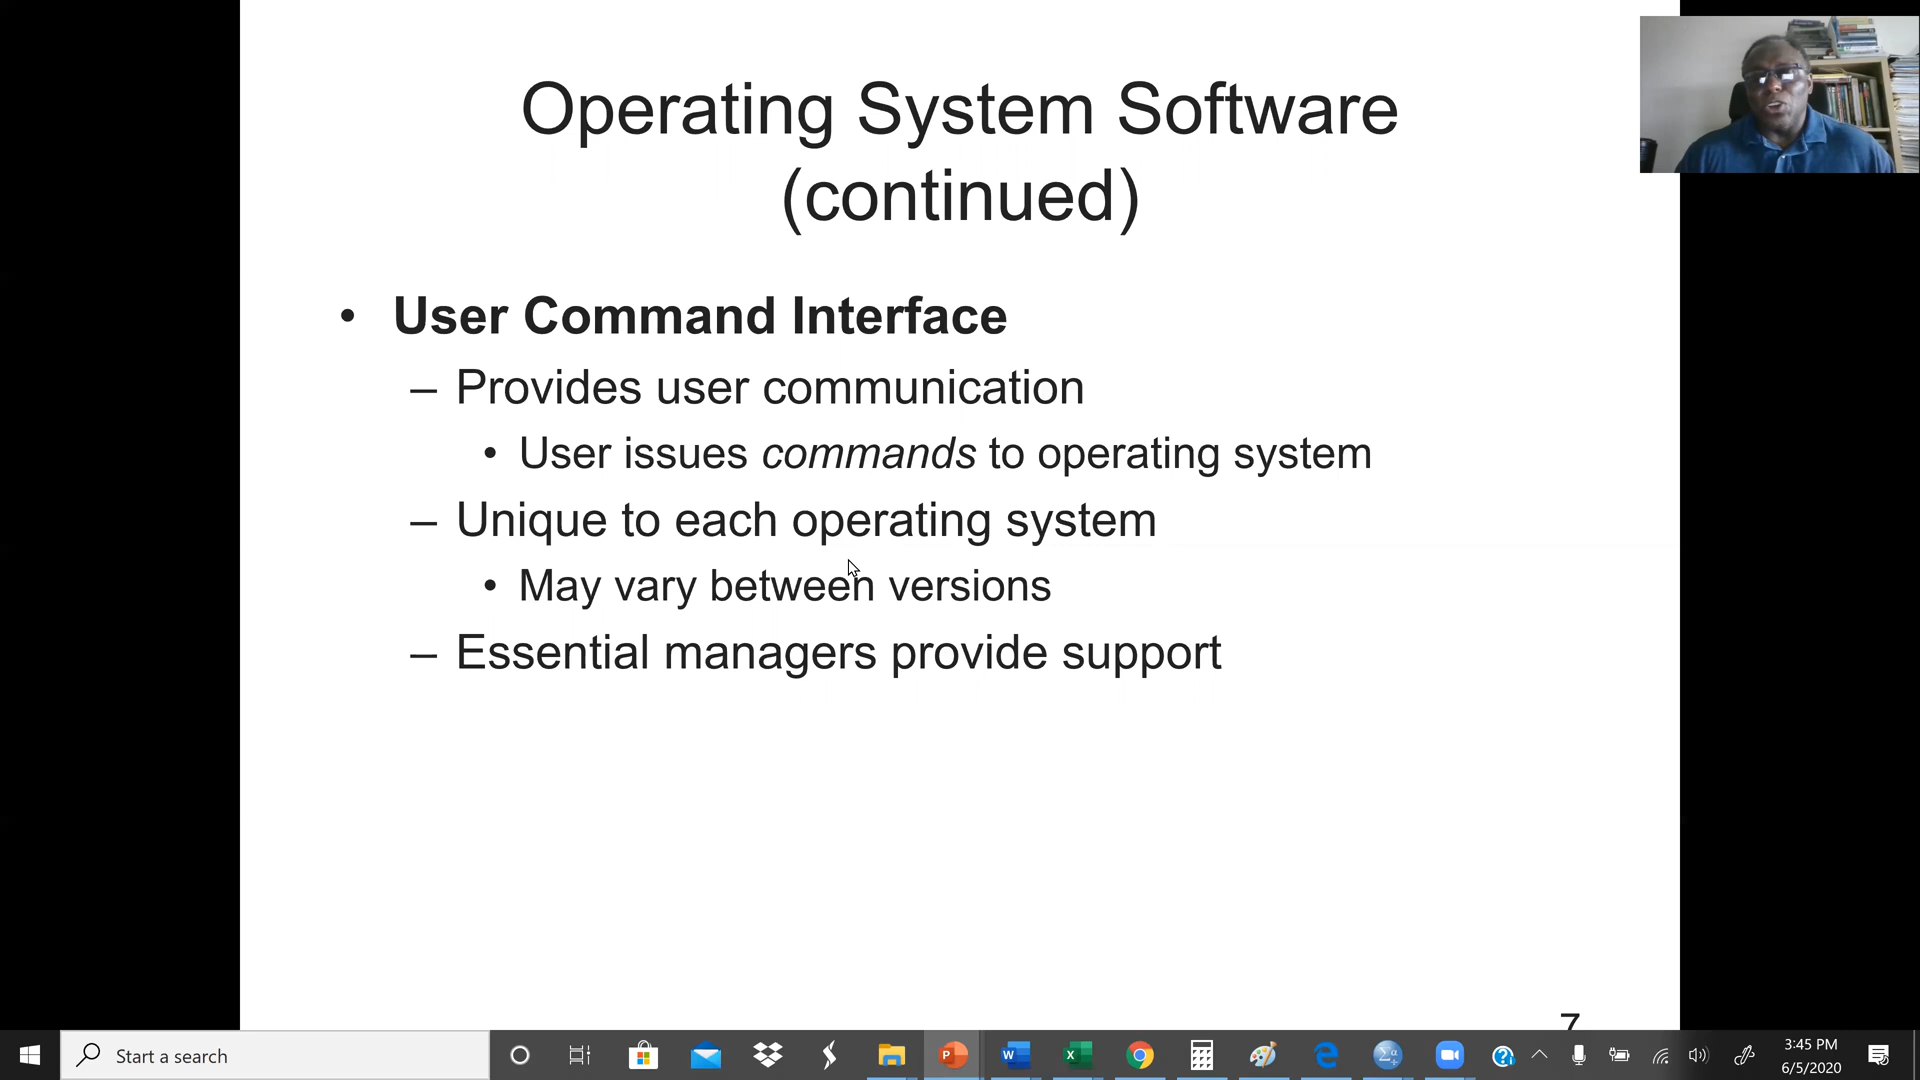 Operating System Software
(continued)
• User Command Interface
– Provides user communication
• User issues commands to operating system
– Unique to each operating system
• May vary between versions
– Essential managers provide support
7
Start a search
3:45 PM
6/5/2020